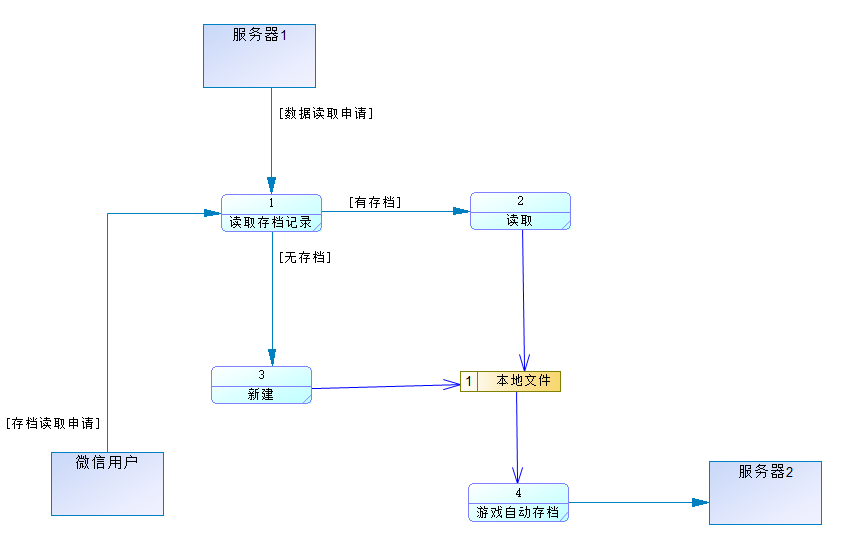 服务器1
[数据读取申请]
1
读取存档记录
[有存档]
2
读取
[无存档]
3
新建
1 本地文件
[存档读取申请]
微信用户
4
游戏自动存档
服务器2